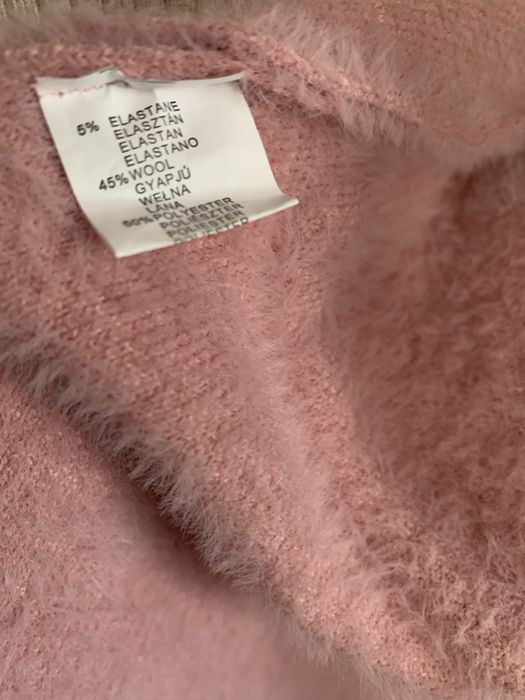 5% ELASTANE
ELASZTÁN
ELASTAN
ELASTANO
45% WOOL
GYAPJÚ
WEŁNA
LANA
50% POLYESTER
POLIÉSZTER
POLIESTER